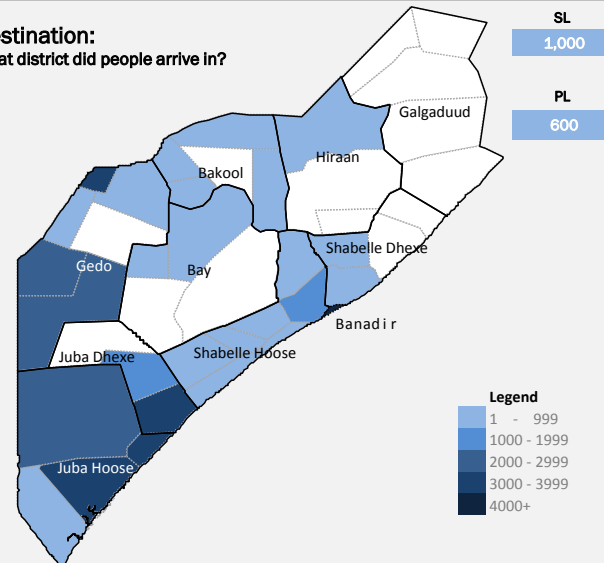 estination:
at district did people arrive in?
SL
1,000
PL
600
Galgaduud
Hiraan
Bakool
Shabelle Dhexe
Gedo
Bay
Banadir
Juba Dhexe
Shabelle Hoose
Juba Hoose
Legend
1 - 999
1000 - 1999
2000 - 2999
3000 - 3999
4000+